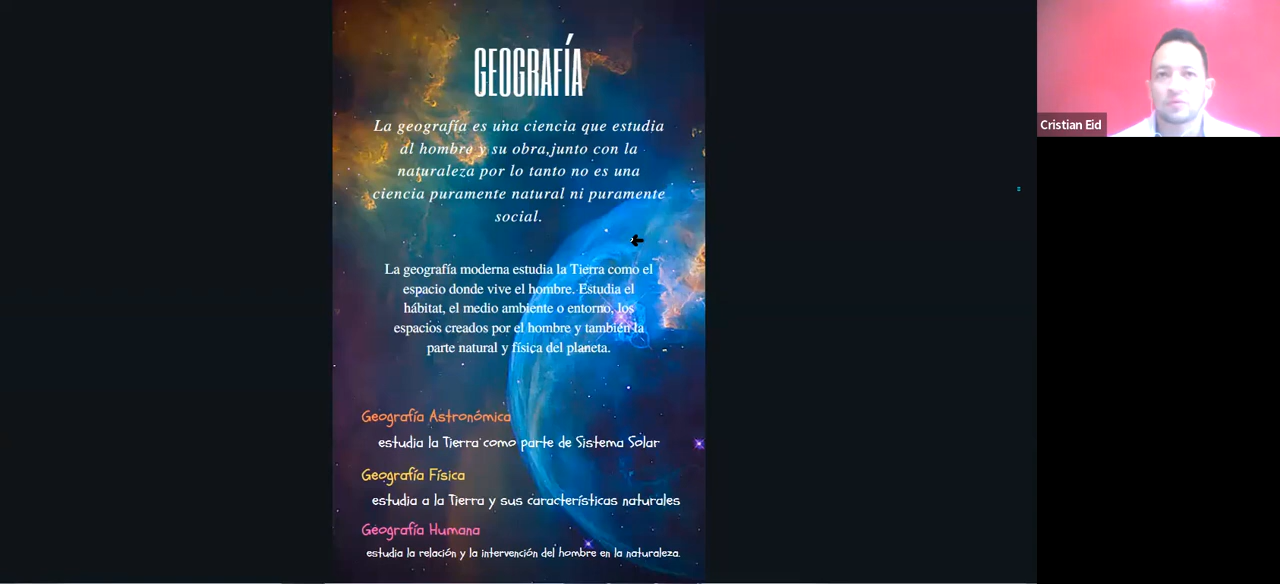 GEOGRAFÍA
La geografía es una ciencia que estudia
al hombre y su obra,junto con la
naturaleza por lo tanto no es una
ciencia puramente natural ni puramente
social.
La geografía moderna estudia la Tierra como el
espacio donde vive el hombre. Estudia el
hábitat, el medio ambiente o entorno, los
espacios creados por el hombre y también la
parte natural y física del planeta.
Geografía Astronómica
estudia la Tierra como parte de Sistema Solar
Geografía Física
estudia a la Tierra y sus características naturales
Geografía Humana
estudia la relación y la intervención del hombre en la naturaleza.
Cristian Eid